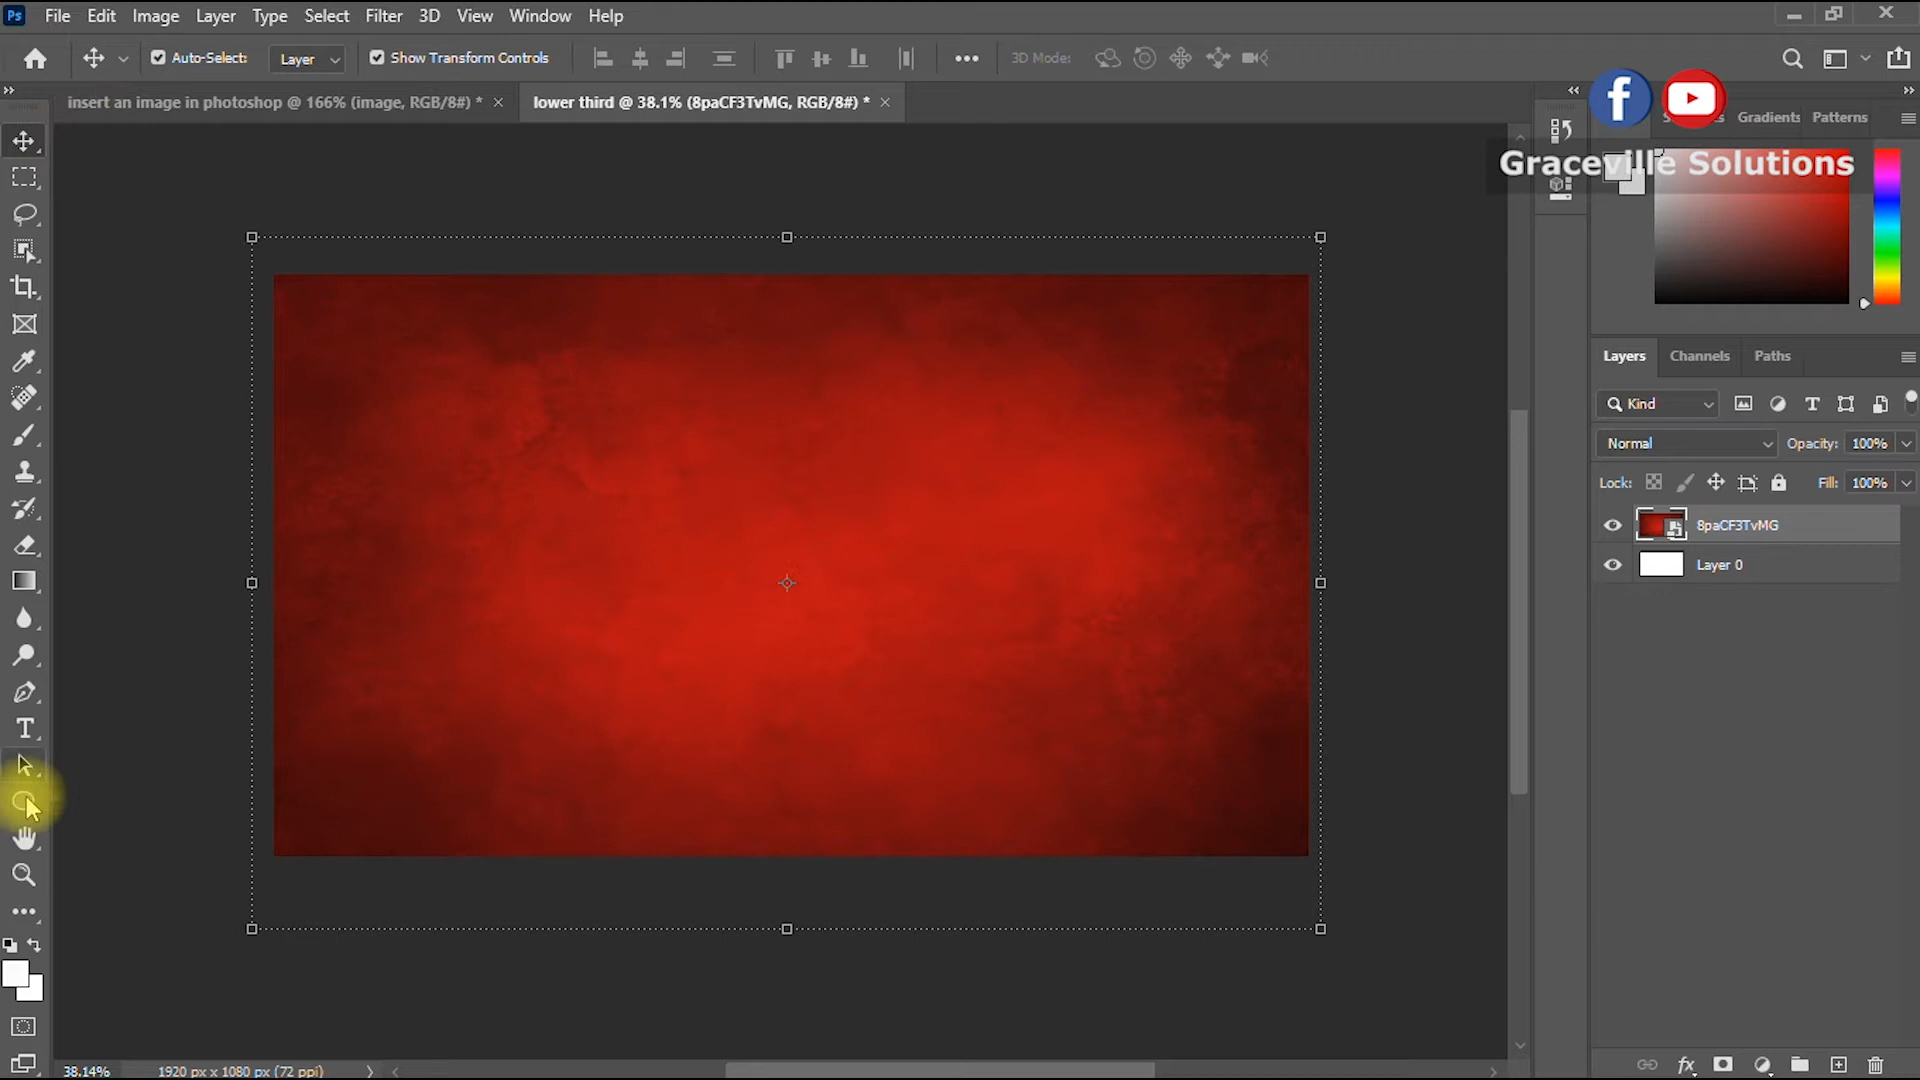 Ps File Edit Image Layer Type Select Filter 3D View Window Help
Auto-Select: Layer Show Transform Controls 3D Mode:
insert an image in photoshop @ 166% (image, RGB/8#) * lower third @ 38.1% (8paCF3TvMG, RGB/8#) *
Gradients Patterns
Graceville Solutions
Layers Channels Paths
Kind
Normal Opacity: 100%
Lock: Fill: 100%
8paCF3TvMG
Layer 0
38.14% 1920 px x 1080 px (72 ppi)